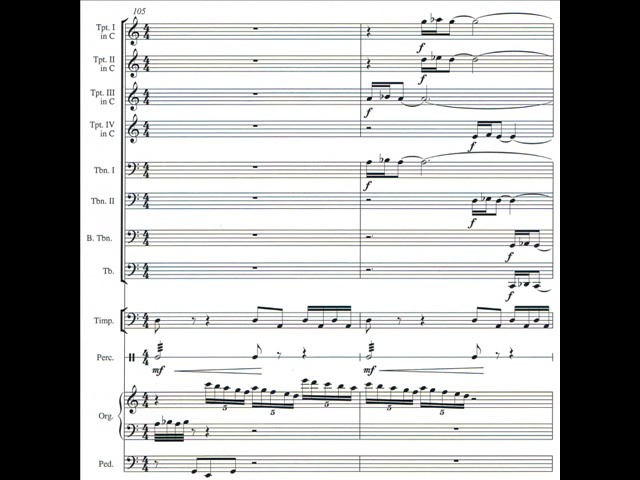 105
Tpt. I
in C
f
Tpt. II
in C
f
Tpt. III
in C
f
Tpt. IV
in C
f
Tbn. I
f
Tbn. II
f
B. Tbn.
f
Tb.
f
Timp.
Perc.
mf
mf
5 5 5 5 5
Org.
Ped.